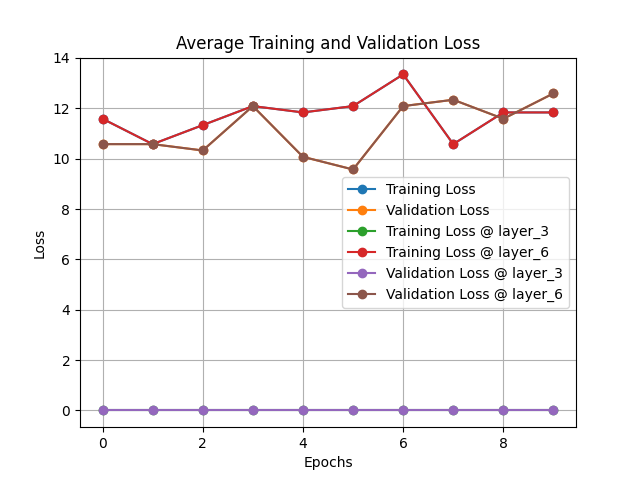 Average Training and Validation Loss
14
12
10
8
6
4
2
0
Loss
Training Loss
Validation Loss
Training Loss @ layer_3
Training Loss @ layer_6
Validation Loss @ layer_3
Validation Loss @ layer_6
0 2 4 6 8
Epochs